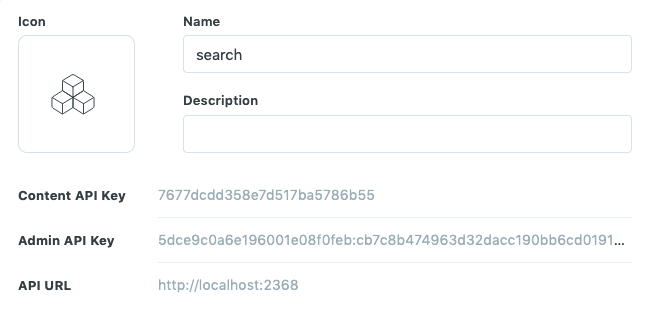 Icon
Name
search
Description
Content API Key
7677dcdd358e7d517ba5786b55
Admin API Key
5dce9c0a6e196001e08f0feb:cb7c8b474963d32dacc190bb6cd0191...
API URL
http://localhost:2368